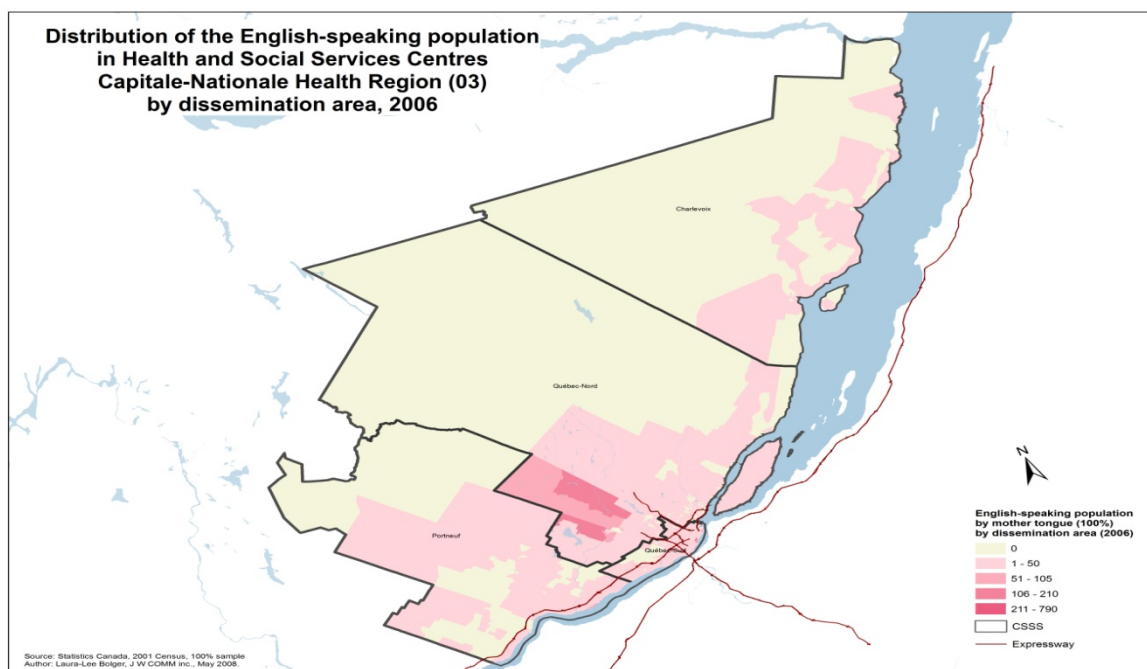 Distribution of the English-speaking population
in Health and Social Services Centres
Capitale-Nationale Health Region (03)
by dissemination area, 2006
Charlevoix
Québec-Nord
Portneuf
Québec-Sud
N
English-speaking population
by mother tongue (100%)
by dissemination area (2006)
0
1 - 50
51 - 105
106 - 210
211 - 790
CSSS
Expressway
Source: Statistics Canada, 2001 Census, 100% sample
Author: Laura-Lee Bolger, J W COMM inc., May 2008.